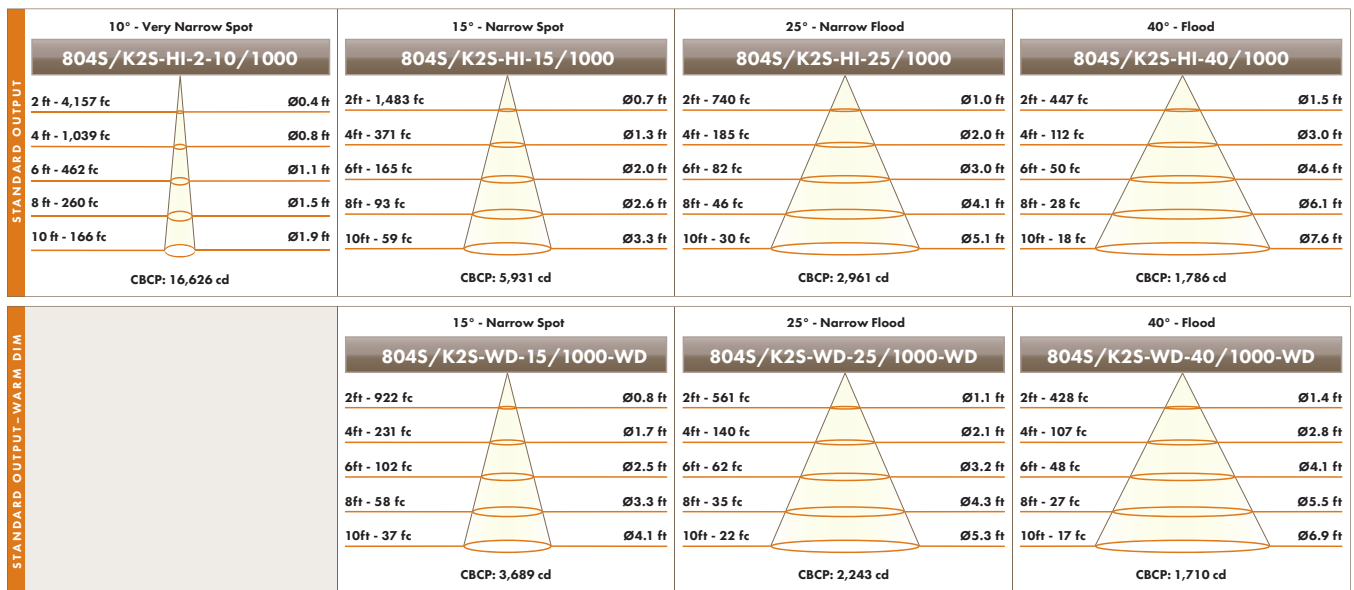 STANDARD OUTPUT
10° - Very Narrow Spot
804S/K2S-HI-2-10/1000
2 ft - 4,157 fc Ø0.4 ft
4 ft - 1,039 fc Ø0.8 ft
6 ft - 462 fc Ø1.1 ft
8 ft - 260 fc Ø1.5 ft
10 ft - 166 fc Ø1.9 ft
CBCP: 16,626 cd
15° - Narrow Spot
804S/K2S-HI-15/1000
2ft - 1,483 fc Ø0.7 ft
4ft - 371 fc Ø1.3 ft
6ft - 165 fc Ø2.0 ft
8ft - 93 fc Ø2.6 ft
10ft - 59 fc Ø3.3 ft
CBCP: 5,931 cd
25° - Narrow Flood
804S/K2S-HI-25/1000
2ft - 740 fc Ø1.0 ft
4ft - 185 fc Ø2.0 ft
6ft - 82 fc Ø3.0 ft
8ft - 46 fc Ø4.1 ft
10ft - 30 fc Ø5.1 ft
CBCP: 2,961 cd
40° - Flood
804S/K2S-HI-40/1000
2ft - 447 fc Ø1.5 ft
4ft - 112 fc Ø3.0 ft
6ft - 50 fc Ø4.6 ft
8ft - 28 fc Ø6.1 ft
10ft - 18 fc Ø7.6 ft
CBCP: 1,786 cd
STANDARD OUTPUT–WARM DIM
15° - Narrow Spot
804S/K2S-WD-15/1000-WD
2ft - 922 fc Ø0.8 ft
4ft - 231 fc Ø1.7 ft
6ft - 102 fc Ø2.5 ft
8ft - 58 fc Ø3.3 ft
10ft - 37 fc Ø4.1 ft
CBCP: 3,689 cd
25° - Narrow Flood
804S/K2S-WD-25/1000-WD
2ft - 561 fc Ø1.1 ft
4ft - 140 fc Ø2.1 ft
6ft - 62 fc Ø3.2 ft
8ft - 35 fc Ø4.3 ft
10ft - 22 fc Ø5.3 ft
CBCP: 2,243 cd
40° - Flood
804S/K2S-WD-40/1000-WD
2ft - 428 fc Ø1.4 ft
4ft - 107 fc Ø2.8 ft
6ft - 48 fc Ø4.1 ft
8ft - 27 fc Ø5.5 ft
10ft - 17 fc Ø6.9 ft
CBCP: 1,710 cd